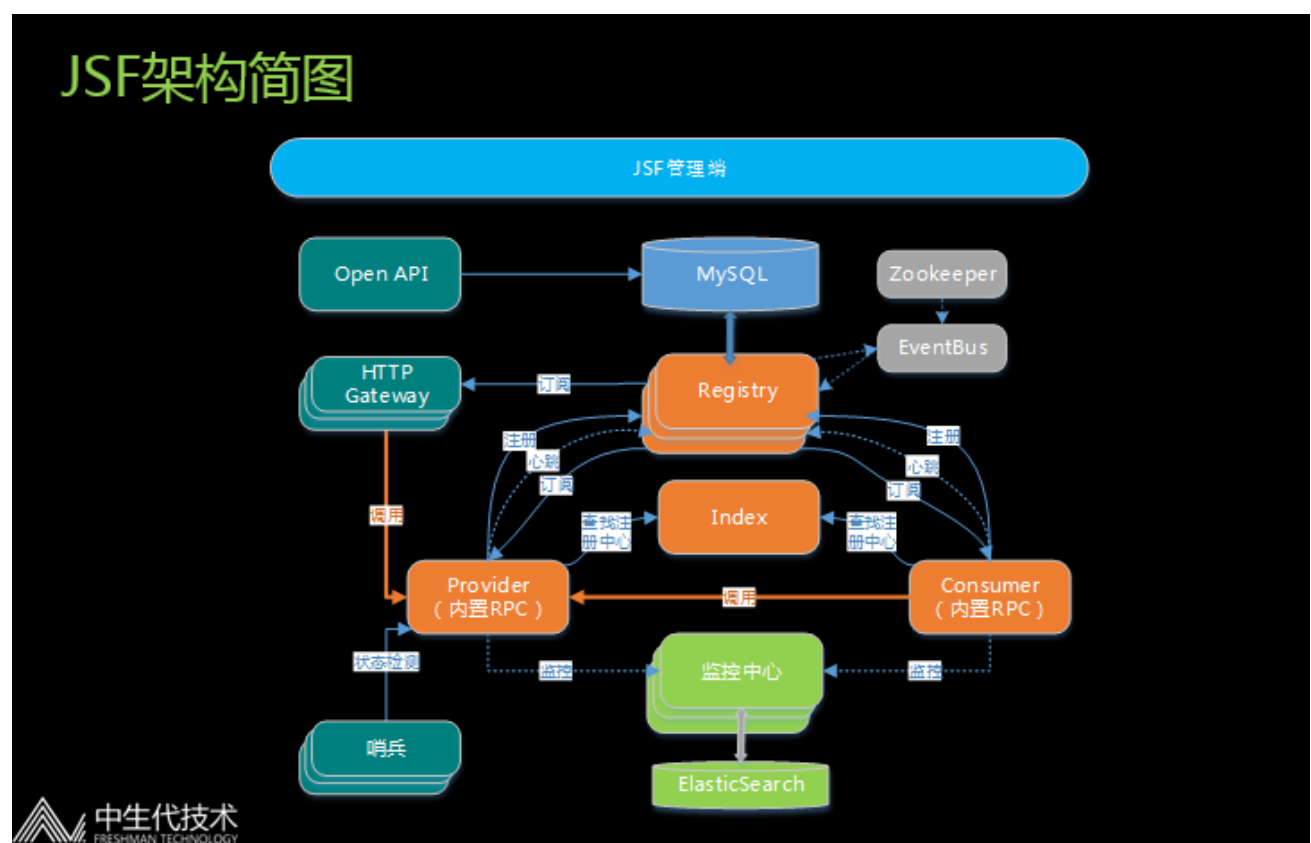 JSF架构简图
JSF管理端
Open API
MySQL
Zookeeper
EventBus
HTTP
Gateway
订阅
Registry
注册
注册
心跳
心跳
订阅
订阅
Index
查找注
册中心
查找注
册中心
调用
Provider
（内置RPC）
调用
Consumer
（内置RPC）
状态检测
监控
监控中心
监控
哨兵
ElasticSearch
中生代技术
FRESHMAN TECHNOLOGY